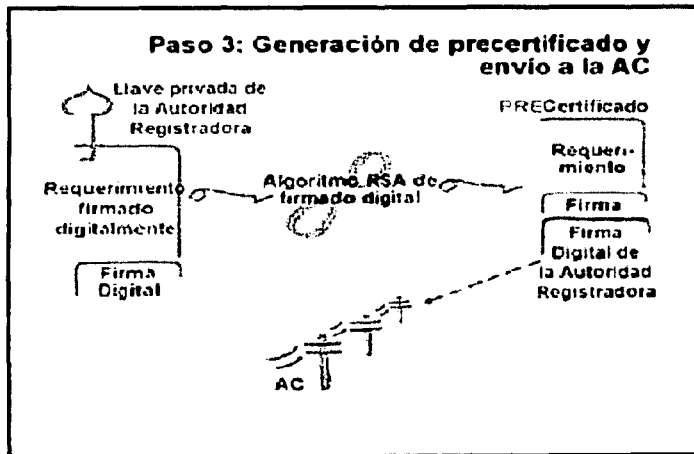 Paso 3: Generación de precertificado y
envío a la AC
Llave privada de
la Autoridad
Registradora
PRECertificado
Requerimiento
firmado
digitalmente
Firma
Digital
Algoritmo RSA de
firmado digital
Requeri-
miento
Firma
Firma
Digital de
la Autoridad
Registradora
AC